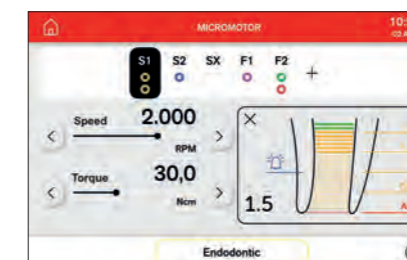 MICROMOTOR
10:
S1 S2 SX F1 F2 +
Speed 2.000
RPM
Torque 30,0
Ncm
1.5
Endodontic